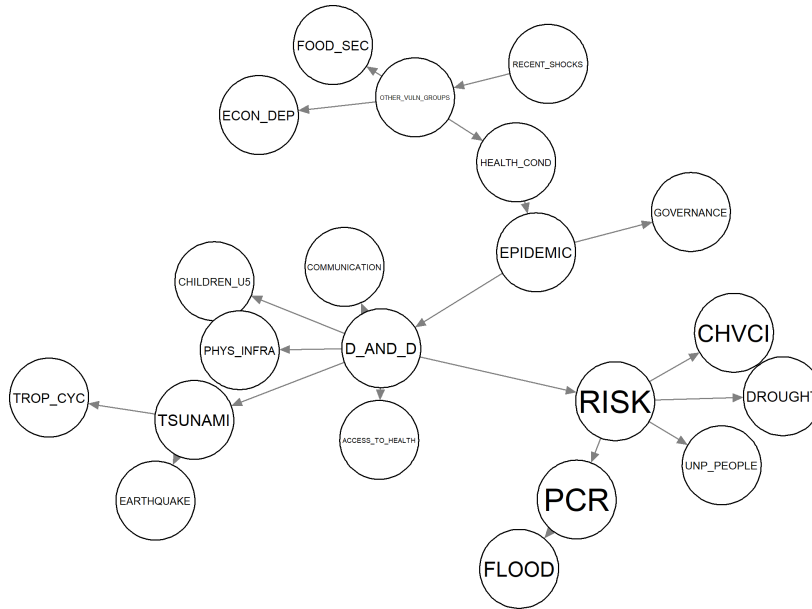 FOOD_SEC
RECENT_SHOCKS
OTHER_VULN_GROUPS
ECON_DEP
HEALTH_COND
GOVERNANCE
EPIDEMIC
COMMUNICATION
CHILDREN_U5
CHVCI
PHYS_INFRA
D_AND_D
TROP_CYC
RISK
DROUGHT
TSUNAMI
ACCESS_TO_HEALTH
UNP_PEOPLE
EARTHQUAKE
PCR
FLOOD